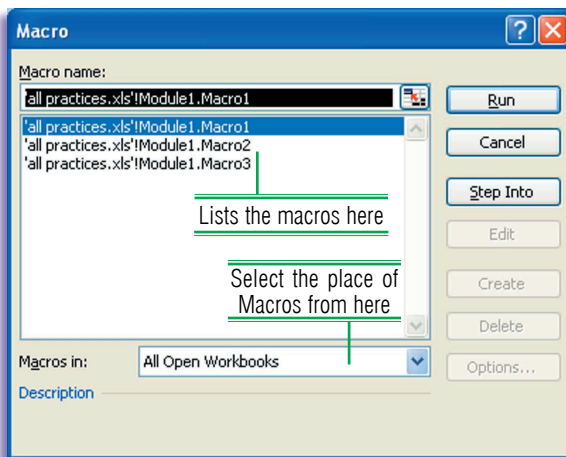 Macro
Macro name:
'all practices.xls'!Module1.Macro1
Run
'all practices.xls'!Module1.Macro1
'all practices.xls'!Module1.Macro2
'all practices.xls'!Module1.Macro3
Cancel
Step Into
Lists the macros here
Edit
Select the place of
Macros from here
Create
Delete
Macros in:
All Open Workbooks
Options...
Description